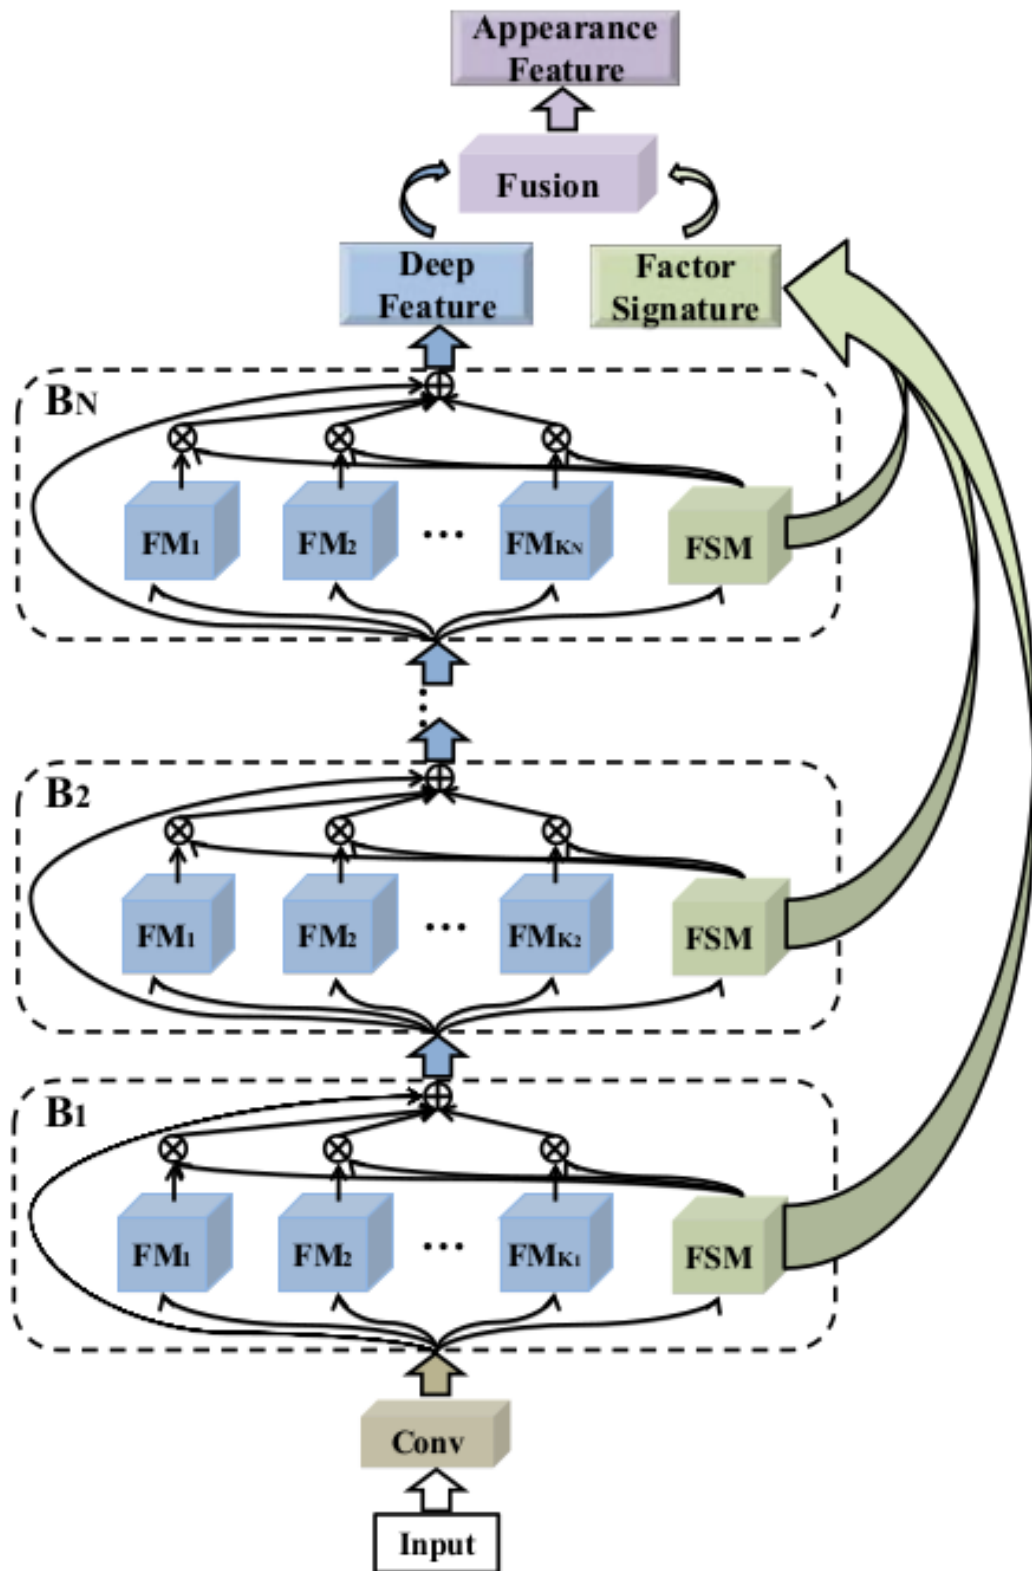 Appearance
Feature
Fusion
Deep
Feature
Factor
Signature
BN
FM1 FM2 ... FMKN FSM
B2
FM1 FM2 ... FMK2 FSM
B1
FM1 FM2 ... FMK1 FSM
Conv
Input